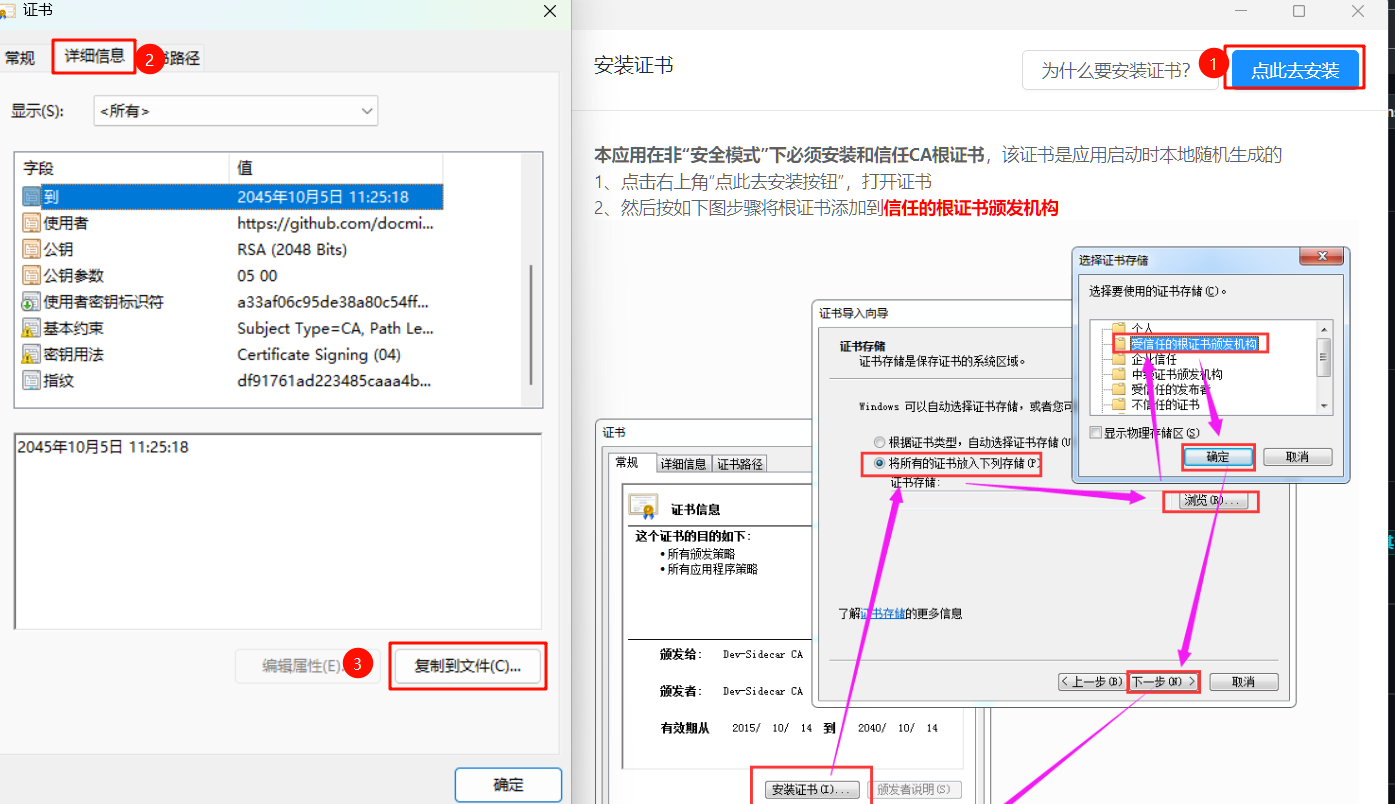 证书
常规
详细信息
2
路径
显示(S):
<所有>
字段
值
到
2045年10月5日 11:25:18
使用者
https://github.com/docmi...
公钥
RSA (2048 Bits)
公钥参数
05 00
使用者密钥标识符
a33af06c95de38a80c54ff...
基本约束
Subject Type=CA, Path Le...
密钥用法
Certificate Signing (04)
指纹
df91761ad223485caaa4b...
2045年10月5日 11:25:18
编辑属性(E)
3
复制到文件(C)...
确定
安装证书
为什么要安装证书?
1
点此去安装
本应用在非“安全模式”下必须安装和信任CA根证书，该证书是应用启动时本地随机生成的
1、点击右上角“点此去安装按钮”，打开证书
2、然后按如下图步骤将根证书添加到信任的根证书颁发机构
选择证书存储
选择要使用的证书存储(C)。
个人
受信任的根证书颁发机构
企业信任
中级证书颁发机构
受信任的发布者
不信任的证书
显示物理存储区(S)
确定
取消
证书导入向导
证书存储
证书存储是保存证书的系统区域。
Windows 可以自动选择证书存储，或者您可
根据证书类型，自动选择证书存储(U
将所有的证书放入下列存储(P)
证书存储:
浏览(R)...
了解证书存储的更多信息
< 上一步(B)
下一步(N) >
取消
证书
常规
详细信息
证书路径
证书信息
这个证书的目的如下:
•所有颁发策略
•所有应用程序策略
颁发给: Dev-Sidecar CA
颁发者: Dev-Sidecar CA
有效期从 2015/ 10/ 14 到 2040/ 10/ 14
安装证书(I)...
颁发者说明(S)